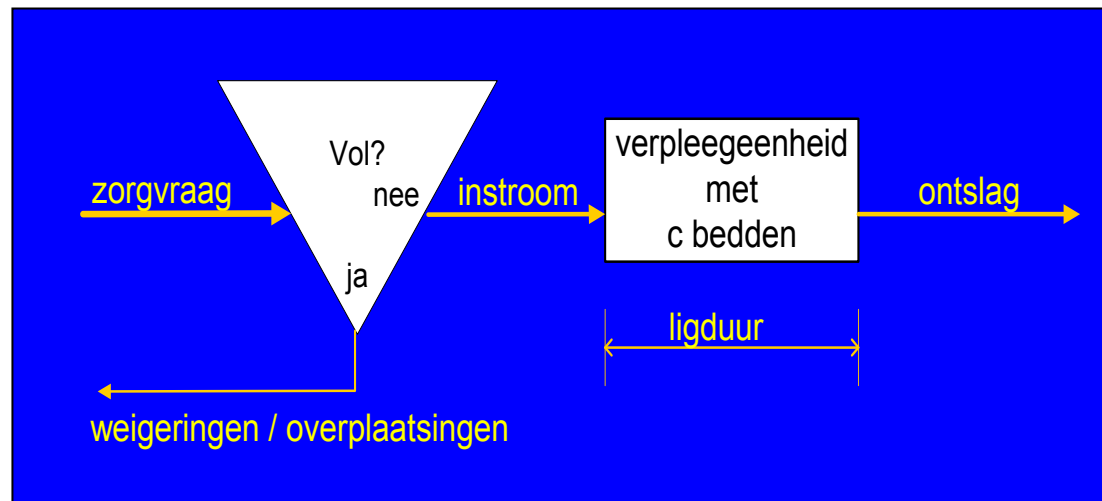 zorgvraag
Vol?
nee
ja
instroom
verpleegeenheid
met
c bedden
ontslag
ligduur
weigeringen / overplaatsingen